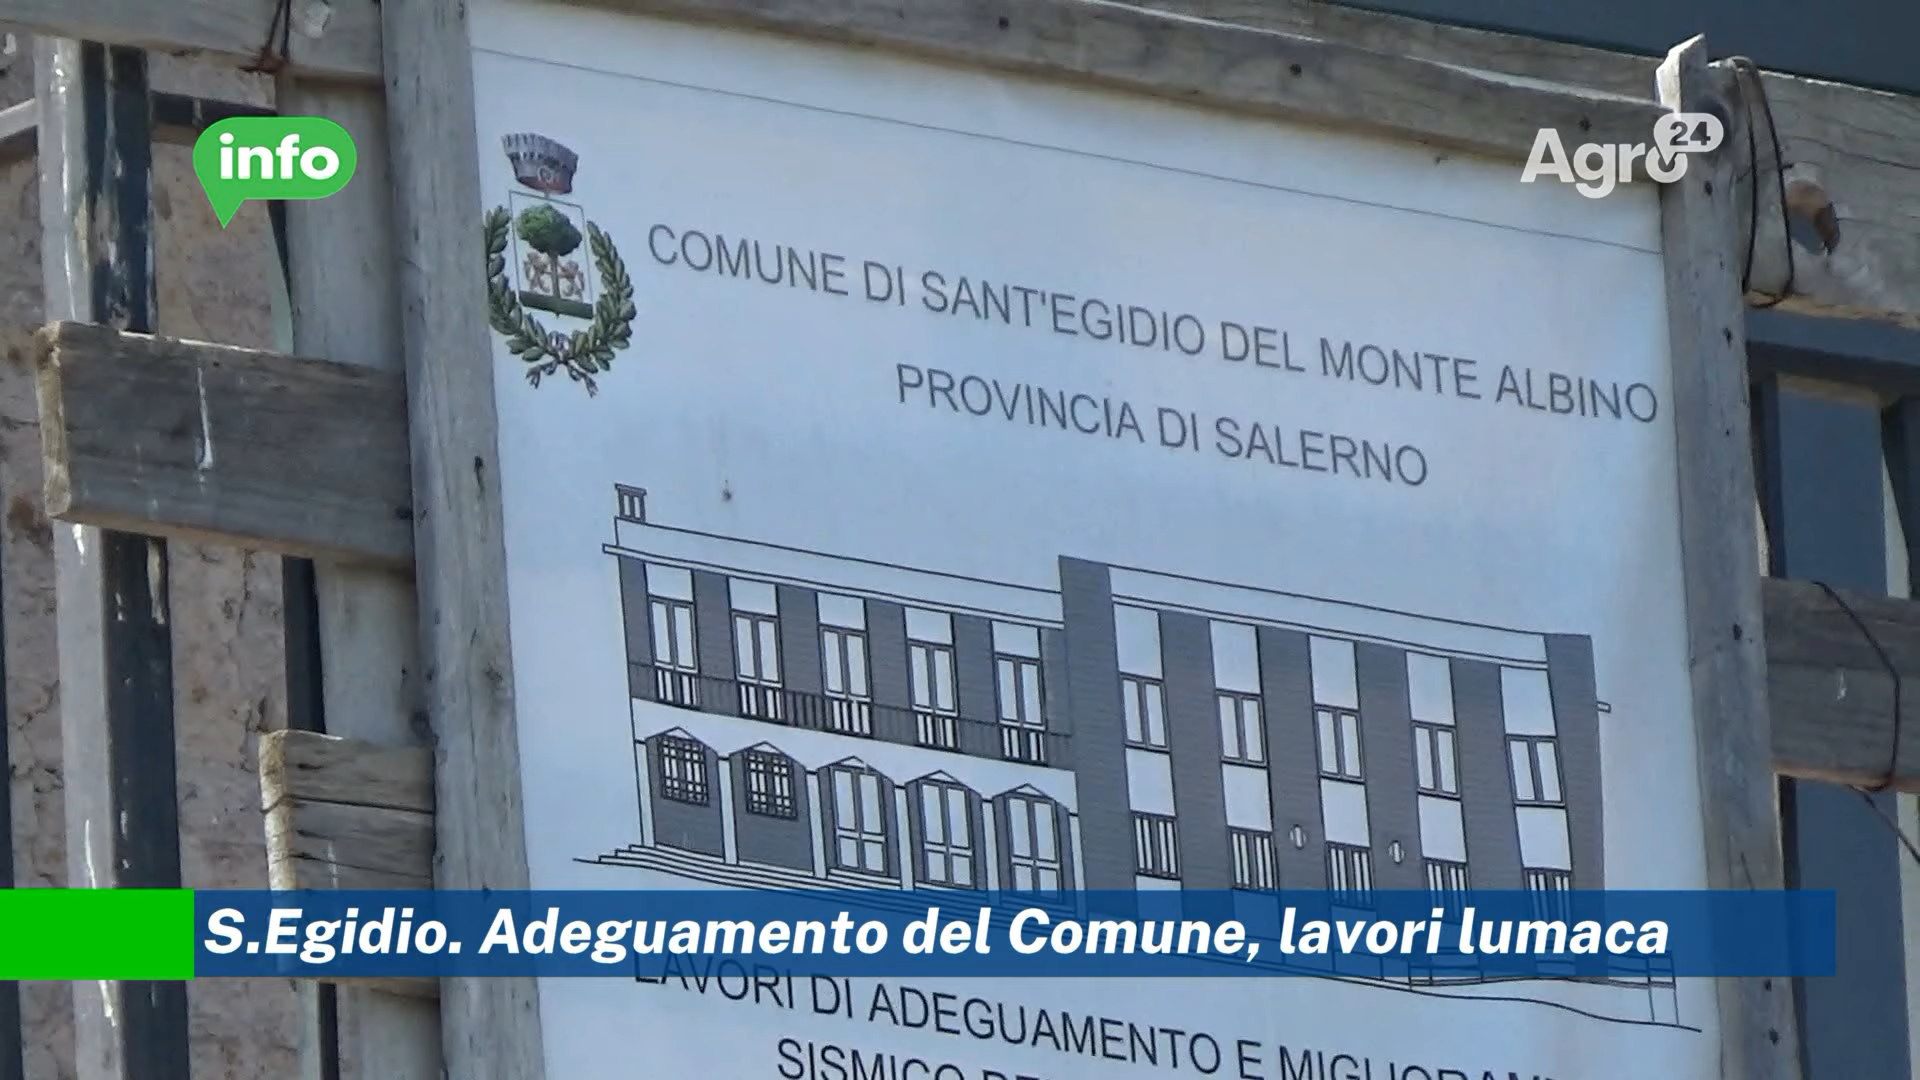 info
Agro24
COMUNE DI SANT'EGIDIO DEL MONTE ALBINO
PROVINCIA DI SALERNO
S.Egidio. Adeguamento del Comune, lavori lumaca
LAVORI DI ADEGUAMENTO E
SISMICO